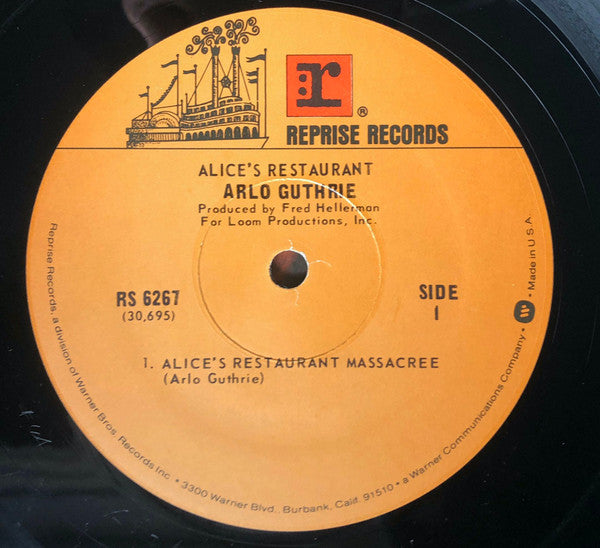 r ®
REPRISE RECORDS
ALICE'S RESTAURANT
ARLO GUTHRIE
Produced by Fred Hellerman
For Loom Productions, Inc.
RS 6267
(30,695)
SIDE
1
1. ALICE'S RESTAURANT MASSACREE
(Arlo Guthrie)
Reprise Records, a division of Warner Bros. Records Inc • 3300 Warner Blvd., Burbank, Calif. 91510 • a Warner Communications Company • W • Made in U.S.A.